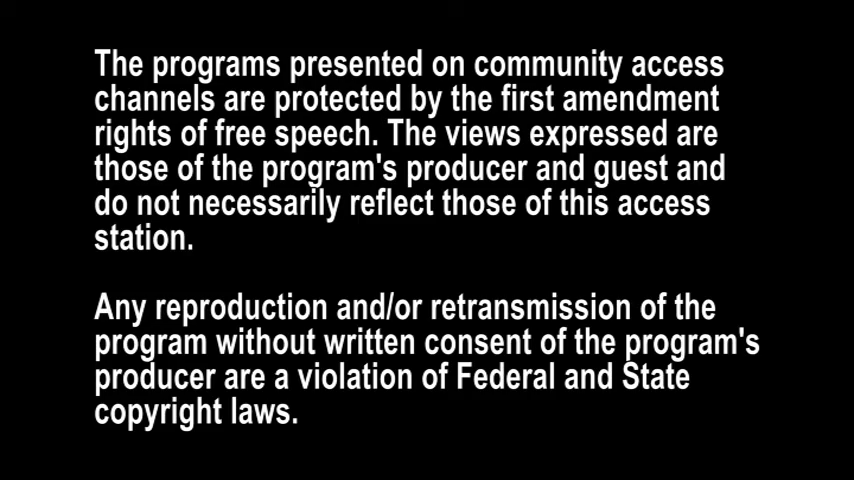 The programs presented on community access
channels are protected by the first amendment
rights of free speech. The views expressed are
those of the program's producer and guest and
do not necessarily reflect those of this access
station.
Any reproduction and/or retransmission of the
program without written consent of the program's
producer are a violation of Federal and State
copyright laws.